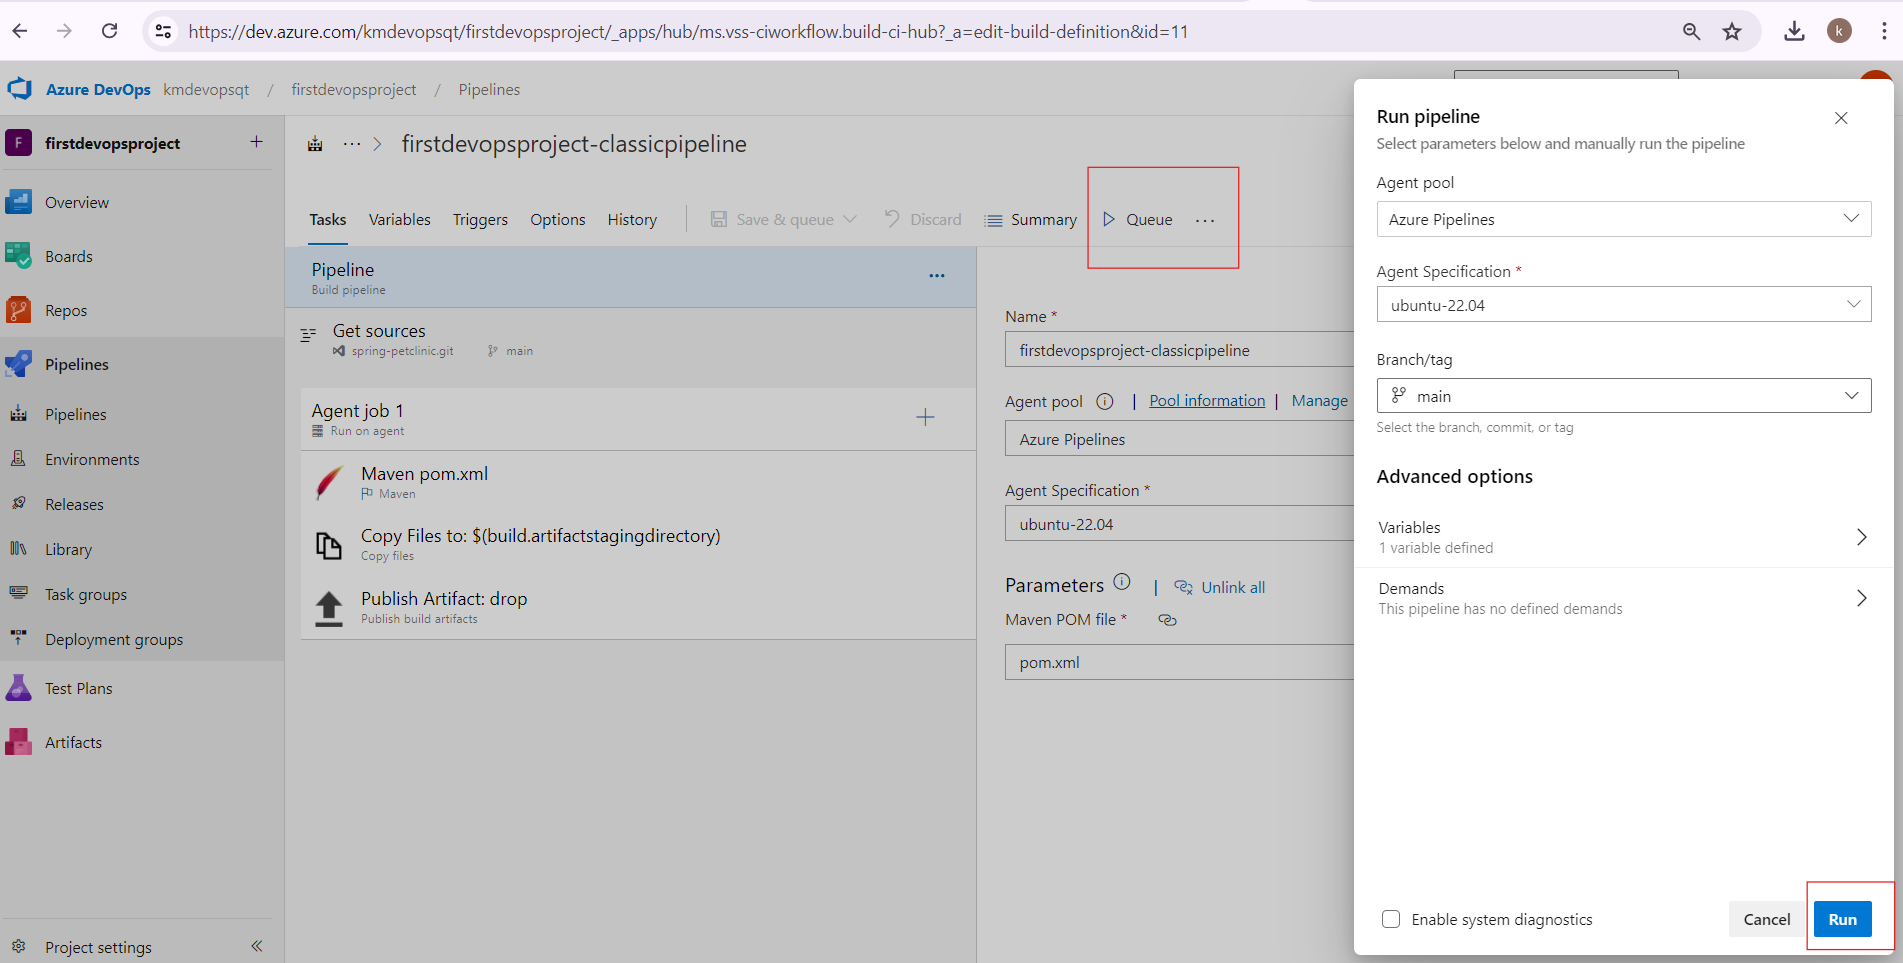 https://dev.azure.com/kmdevopsqt/firstdevopsproject/_apps/hub/ms.vss-ciworkflow.build-ci-hub?_a=edit-build-definition&id=11
k
Azure DevOps kmdevopsqt / firstdevopsproject / Pipelines
F firstdevopsproject +
Overview
Boards
Repos
Pipelines
Pipelines
Environments
Releases
Library
Task groups
Deployment groups
Test Plans
Artifacts
Project settings
··· > firstdevopsproject-classicpipeline
Tasks Variables Triggers Options History Save & queue Discard Summary Queue ···
Pipeline
Build pipeline
Get sources
spring-petclinic.git main
Agent job 1
Run on agent
Maven pom.xml
Maven
Copy Files to: $(build.artifactstagingdirectory)
Copy files
Publish Artifact: drop
Publish build artifacts
Name *
firstdevopsproject-classicpipeline
Agent pool | Pool information | Manage
Azure Pipelines
Agent Specification *
ubuntu-22.04
Parameters | Unlink all
Maven POM file *
pom.xml
Run pipeline
Select parameters below and manually run the pipeline
Agent pool
Azure Pipelines
Agent Specification *
ubuntu-22.04
Branch/tag
main
Select the branch, commit, or tag
Advanced options
Variables
1 variable defined
Demands
This pipeline has no defined demands
Enable system diagnostics
Cancel Run